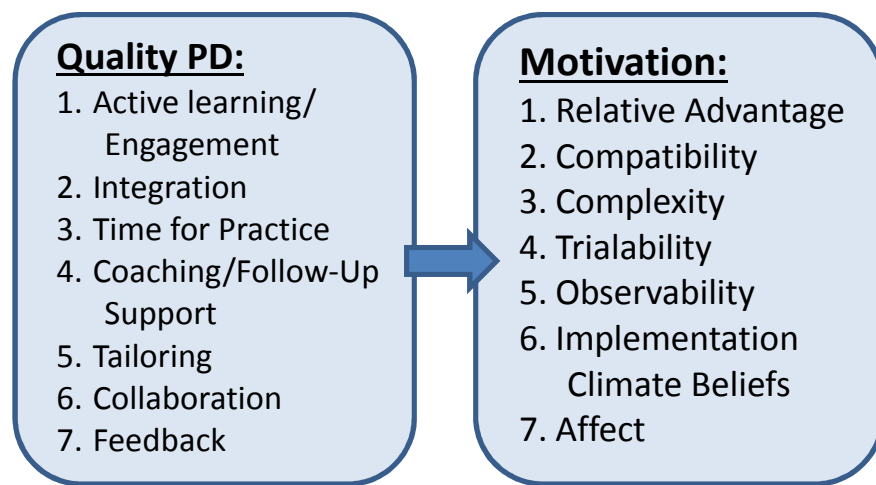 Quality PD:
1. Active learning/
Engagement
2. Integration
3. Time for Practice
4. Coaching/Follow-Up
Support
5. Tailoring
6. Collaboration
7. Feedback
Motivation:
1. Relative Advantage
2. Compatibility
3. Complexity
4. Trialability
5. Observability
6. Implementation
Climate Beliefs
7. Affect